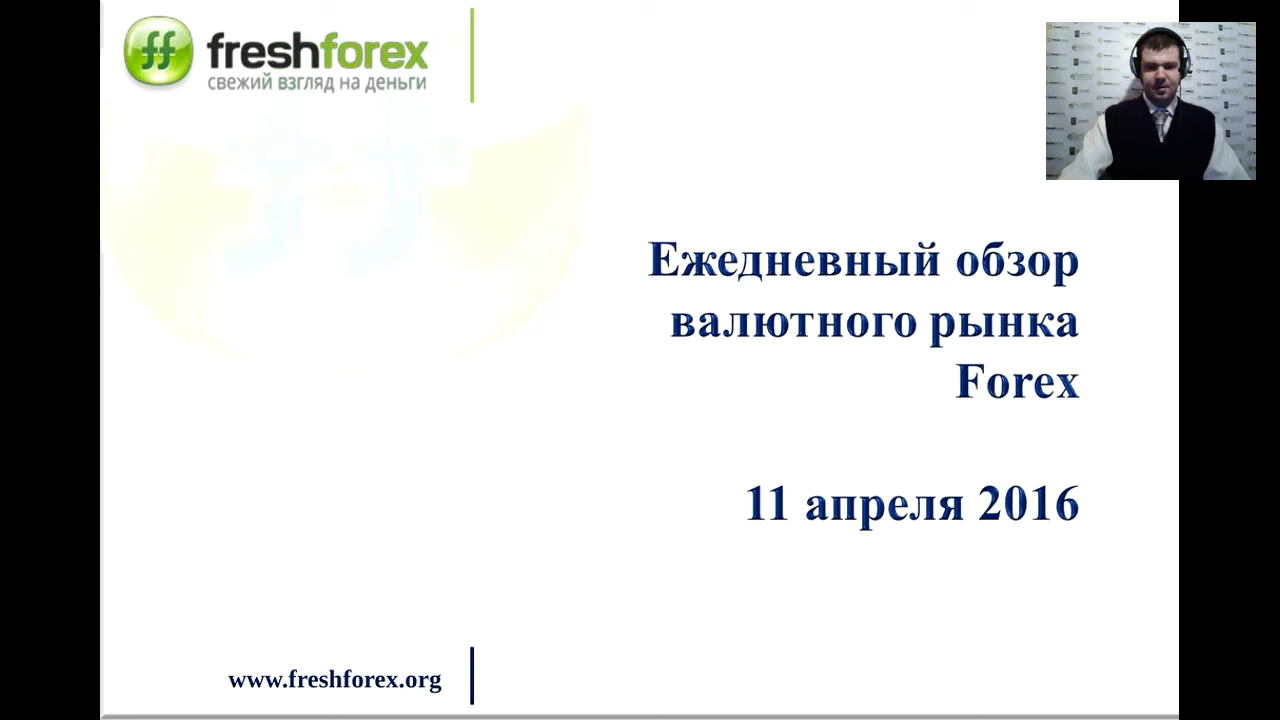 freshforex
свежий взгляд на деньги
Ежедневный обзор
валютного рынка
Forex
11 апреля 2016
www.freshforex.org